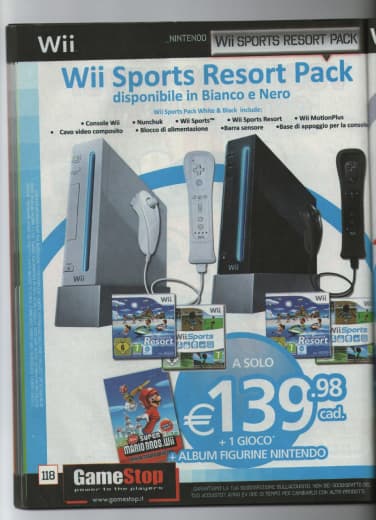 Wii
_NINTENDO
Wii SPORTS RESORT PACK
Wii Sports Resort Pack
disponibile in Bianco e Nero
Wii Sports Pack White & Black include:
• Console Wii • Nunchuk • Wii Sports™ • Wii Sports Resort • Wii MotionPlus
• Cavo video composito • Blocco di alimentazione •Barra sensore •Base di appoggio per la console
Wii
Wii
Wii
Wii
Resort
Wii Sports
Resort
Wii Sports
A SOLO
€139.98
cad.
+ 1 GIOCO*
+ ALBUM FIGURINE NINTENDO
SUPER
MARIO BROS. Wii
118
GameStop
power to the players
www.gamestop.it